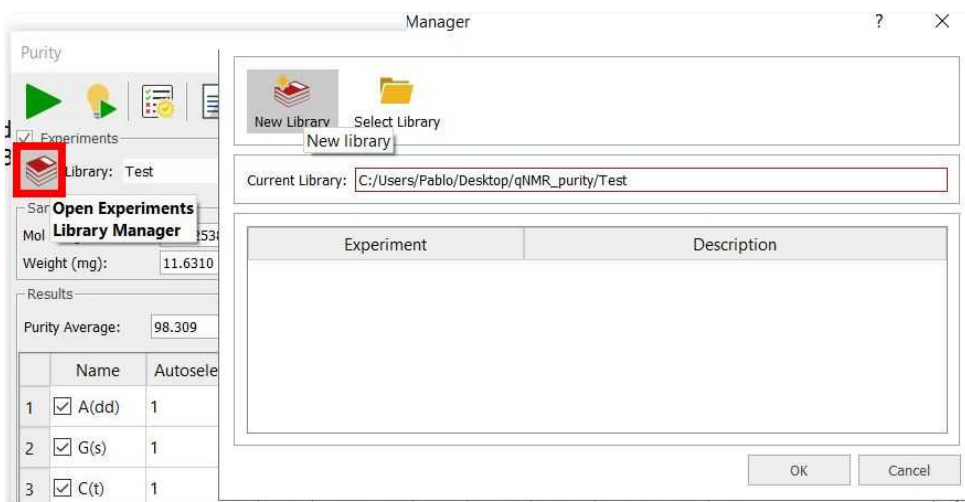 Manager
?
Purity
New Library
Select Library
New library
Experiments
Library: Test
Current Library: C:/Users/Pablo/Desktop/qNMR_purity/Test
Open Experiments
Library Manager
Mol
Weight (mg): 11.6310
Results
Purity Average: 98.309
Experiment Description
Name
1 A(dd) 1
2 G(s) 1
3 C(t) 1
OK Cancel